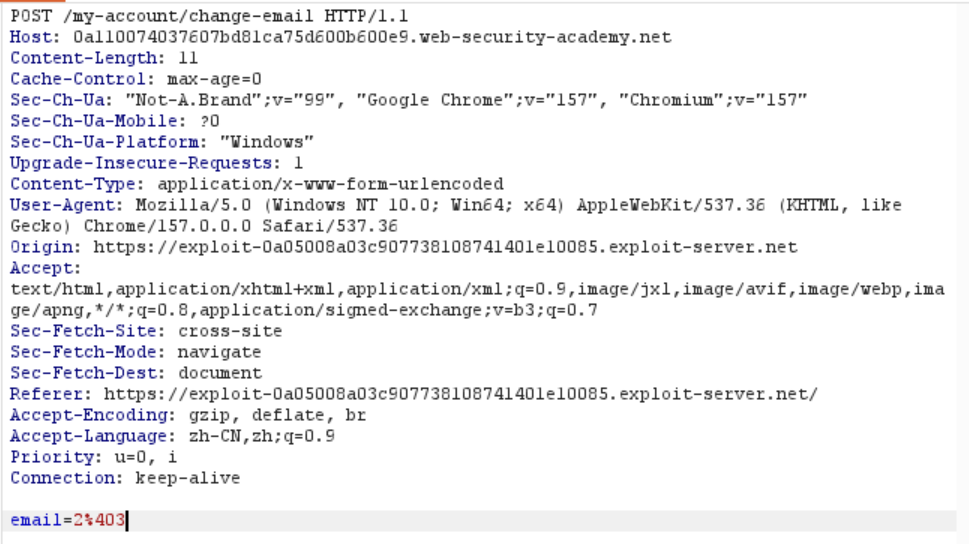 POST /my-account/change-email HTTP/1.1
Host: 0a110074037607bd81ca75d600b600e9.web-security-academy.net
Content-Length: 11
Cache-Control: max-age=0
Sec-Ch-Ua: "Not-A.Brand";v="99", "Google Chrome";v="157", "Chromium";v="157"
Sec-Ch-Ua-Mobile: ?0
Sec-Ch-Ua-Platform: "Windows"
Upgrade-Insecure-Requests: 1
Content-Type: application/x-www-form-urlencoded
User-Agent: Mozilla/5.0 (Windows NT 10.0; Win64; x64) AppleWebKit/537.36 (KHTML, like
Gecko) Chrome/157.0.0.0 Safari/537.36
Origin: https://exploit-0a05008a03c907738108741401e10085.exploit-server.net
Accept:
text/html,application/xhtml+xml,application/xml;q=0.9,image/jxl,image/avif,image/webp,ima
ge/apng,*/*;q=0.8,application/signed-exchange;v=b3;q=0.7
Sec-Fetch-Site: cross-site
Sec-Fetch-Mode: navigate
Sec-Fetch-Dest: document
Referer: https://exploit-0a05008a03c907738108741401e10085.exploit-server.net/
Accept-Encoding: gzip, deflate, br
Accept-Language: zh-CN,zh;q=0.9
Priority: u=0, i
Connection: keep-alive
email=2%403